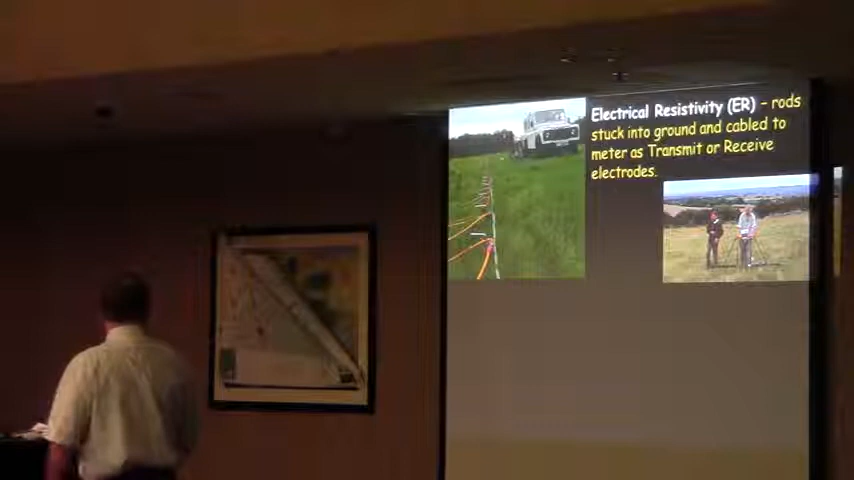 Electrical Resistivity (ER) - rods
stuck into ground and cabled to
meter as Transmit or Receive
electrodes.